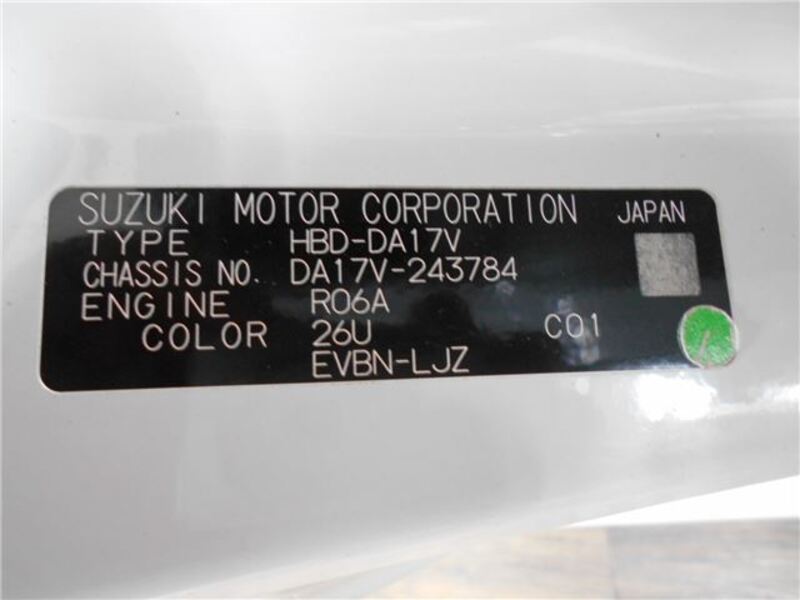 SUZUKI MOTOR CORPORATION JAPAN
TYPE HBD-DA17V
CHASSIS NO. DA17V-243784
ENGINE R06A
COLOR 26U C01
EVBN-LJZ